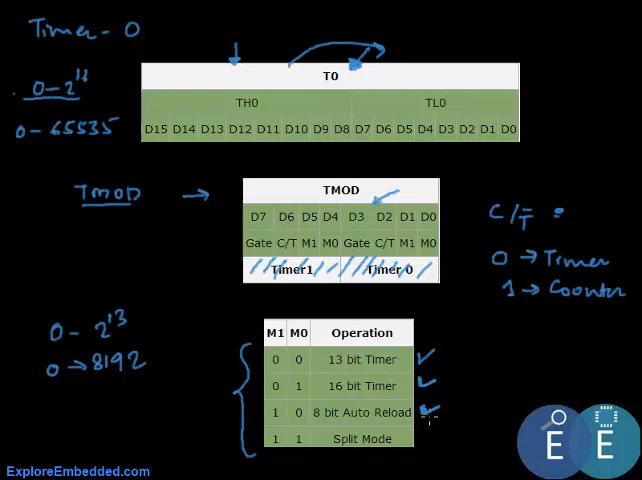 Timer - 0
T0
0-2^13
TH0 TL0
0-65535
D15 D14 D13 D12 D11 D10 D9 D8 D7 D6 D5 D4 D3 D2 D1 D0
TMOD
TMOD
D7 D6 D5 D4 D3 D2 D1 D0
C/T
Gate C/T M1 M0 Gate C/T M1 M0
0 → Timer
Timer1 Timer 0
1 → Counter
0 - 2^13
M1 M0 Operation
0 → 8192
0 0 13 bit Timer
0 1 16 bit Timer
1 0 8 bit Auto Reload
1 1 Split Mode
E E
ExploreEmbedded.com